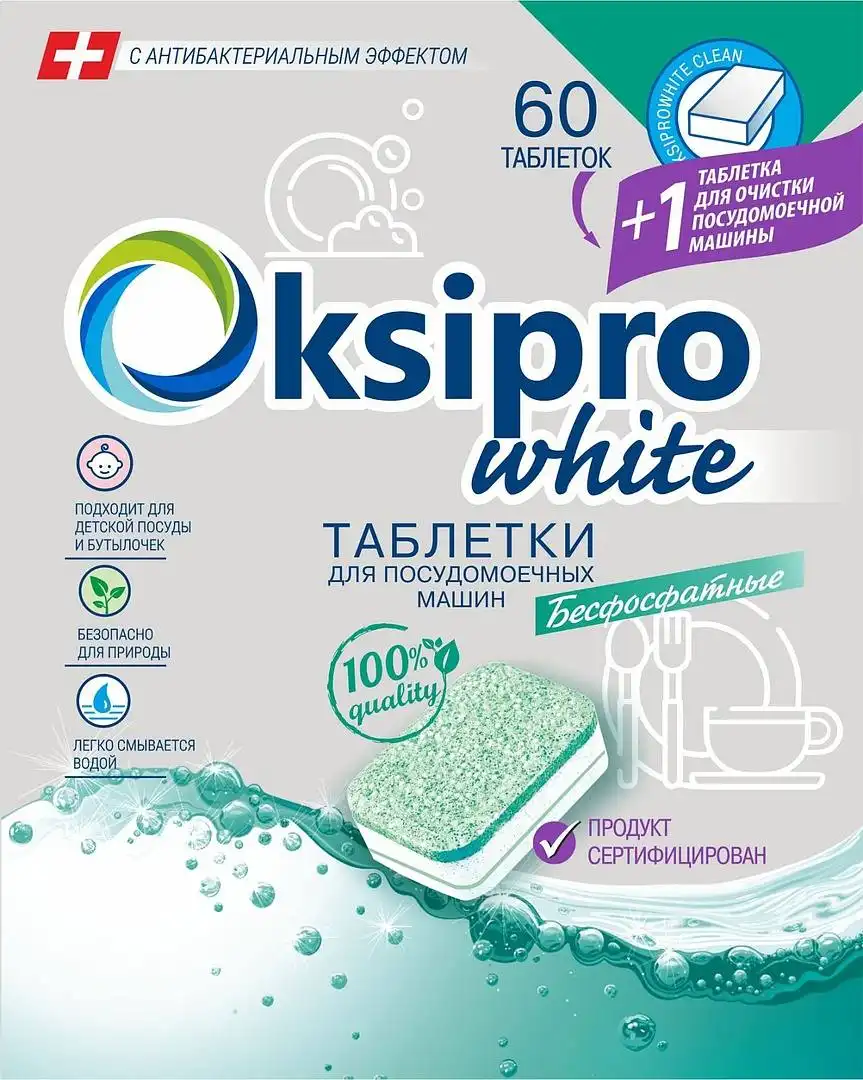 С АНТИБАКТЕРИАЛЬНЫМ ЭФФЕКТОМ
60
ТАБЛЕТОК
KSIPROWHITE CLEAN
+1
ТАБЛЕТКА
ДЛЯ ОЧИСТКИ
ПОСУДОМОЕЧНОЙ
МАШИНЫ
Oksipro
white
ПОДХОДИТ ДЛЯ
ДЕТСКОЙ ПОСУДЫ
И БУТЫЛОЧЕК
БЕЗОПАСНО
ДЛЯ ПРИРОДЫ
ЛЕГКО СМЫВАЕТСЯ
ВОДОЙ
ТАБЛЕТКИ
ДЛЯ ПОСУДОМОЕЧНЫХ
МАШИН
Бесфосфатные
100%
quality
ПРОДУКТ
СЕРТИФИЦИРОВАН